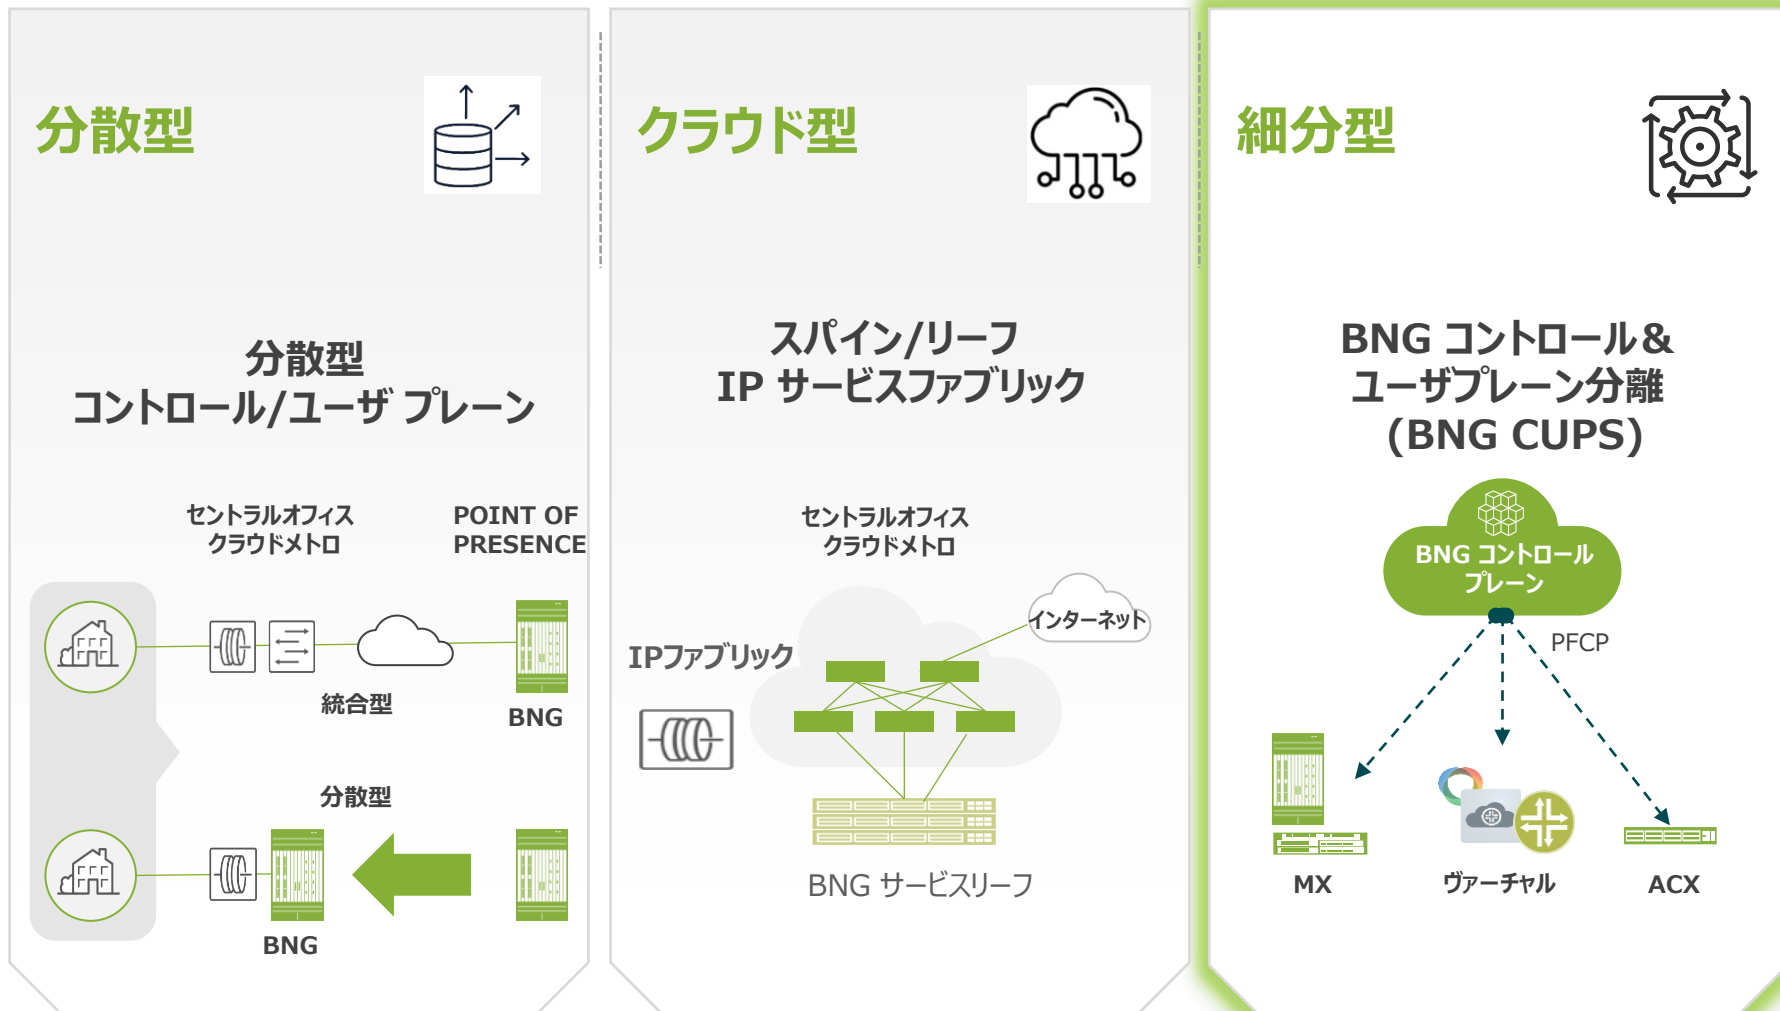 分散型
分散型
コントロール/ユーザ プレーン
セントラルオフィス
クラウドメトロ
POINT OF
PRESENCE
統合型
BNG
分散型
BNG
クラウド型
スパイン/リーフ
IP サービスファブリック
セントラルオフィス
クラウドメトロ
インターネット
IPファブリック
BNG サービスリーフ
細分型
BNG コントロール&
ユーザプレーン分離
(BNG CUPS)
BNG コントロール
プレーン
PFCP
MX
ヴァーチャル
ACX